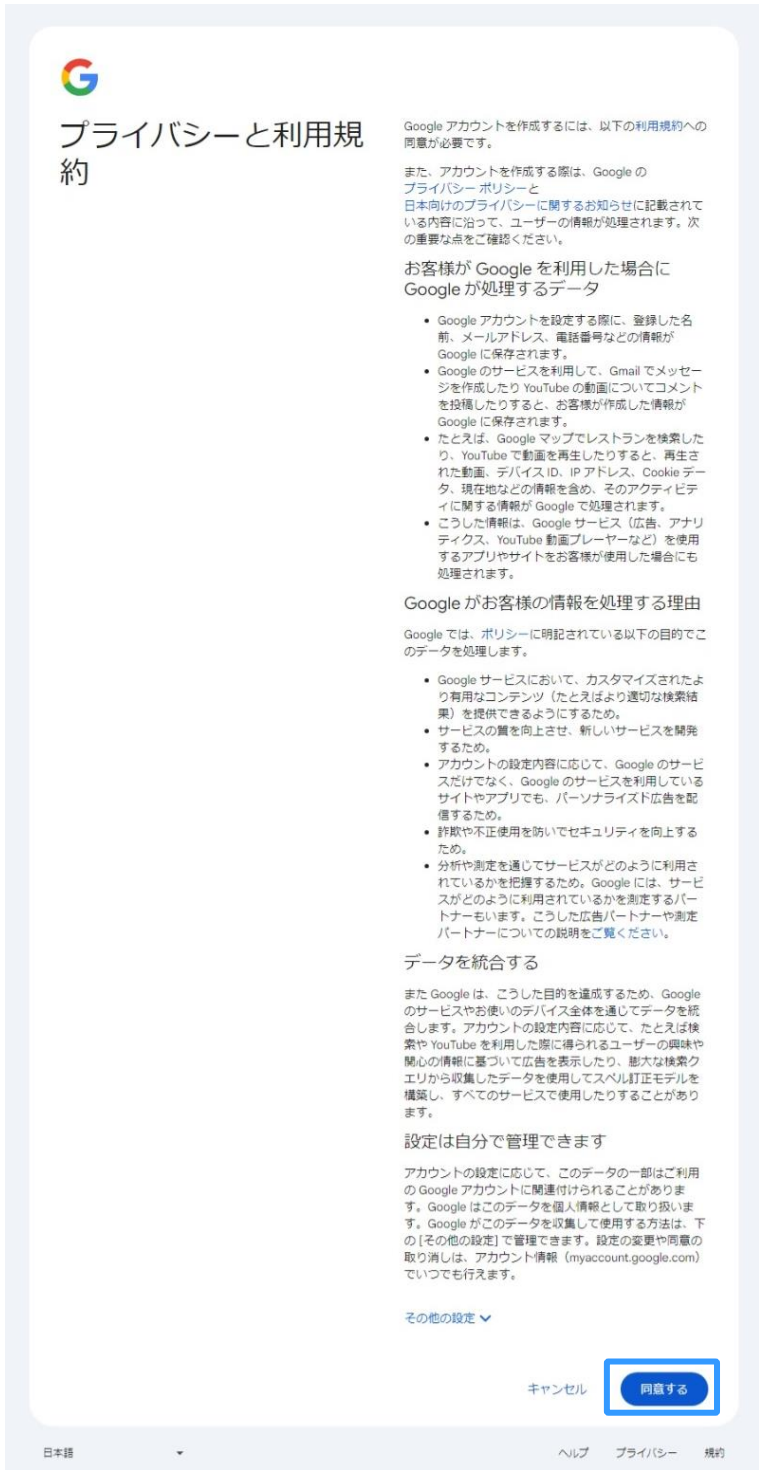 プライバシーと利用規
約
Google アカウントを作成するには、以下の利用規約への
同意が必要です。
また、アカウントを作成する際は、Google の
プライバシー ポリシーと
日本向けのプライバシーに関するお知らせに記載されて
いる内容に沿って、ユーザーの情報が処理されます。次
の重要な点をご確認ください。
お客様が Google を利用した場合に
Google が処理するデータ
• Google アカウントを設定する際に、登録した名
前、メールアドレス、電話番号などの情報が
Google に保存されます。
• Google のサービスを利用して、Gmail でメッセー
ジを作成したり YouTube の動画についてコメント
を投稿したりすると、お客様が作成した情報が
Google に保存されます。
• たとえば、Google マップでレストランを検索した
り、YouTube で動画を再生したりすると、再生さ
れた動画、デバイス ID、IP アドレス、Cookie デー
タ、現在地などの情報を含め、そのアクティビテ
ィに関する情報が Google で処理されます。
• こうした情報は、Google サービス（広告、アナリ
ティクス、YouTube 動画プレーヤーなど）を使用
するアプリやサイトをお客様が使用した場合にも
処理されます。
Google がお客様の情報を処理する理由
Google では、ポリシーに明記されている以下の目的でこ
のデータを処理します。
• Google サービスにおいて、カスタマイズされたよ
り有用なコンテンツ（たとえばより適切な検索結
果）を提供できるようにするため。
• サービスの質を向上させ、新しいサービスを開発
するため。
• アカウントの設定内容に応じて、Google のサービ
スだけでなく、Google のサービスを利用している
サイトやアプリでも、パーソナライズド広告を配
信するため。
• 詐欺や不正使用を防いでセキュリティを向上する
ため。
• 分析や測定を通じてサービスがどのように利用さ
れているかを把握するため。Google には、サービ
スがどのように利用されているかを測定するパー
トナーもいます。こうした広告パートナーや測定
パートナーについての説明をご覧ください。
データを統合する
また Google は、こうした目的を達成するため、Google
のサービスやお使いのデバイス全体を通じてデータを統
合します。アカウントの設定内容に応じて、たとえば検
索や YouTube を利用した際に得られるユーザーの興味や
関心の情報に基づいて広告を表示したり、膨大な検索ク
エリから収集したデータを使用してスペル訂正モデルを
構築し、すべてのサービスで使用したりすることがあり
ます。
設定は自分で管理できます
アカウントの設定に応じて、このデータの一部はご利用
の Google アカウントに関連付けられることがありま
す。Google はこのデータを個人情報として取り扱いま
す。Google がこのデータを収集して使用する方法は、下
の [その他の設定] で管理できます。設定の変更や同意の
取り消しは、アカウント情報（myaccount.google.com）
でいつでも行えます。
その他の設定
キャンセル 同意する
日本語 ヘルプ プライバシー 規約